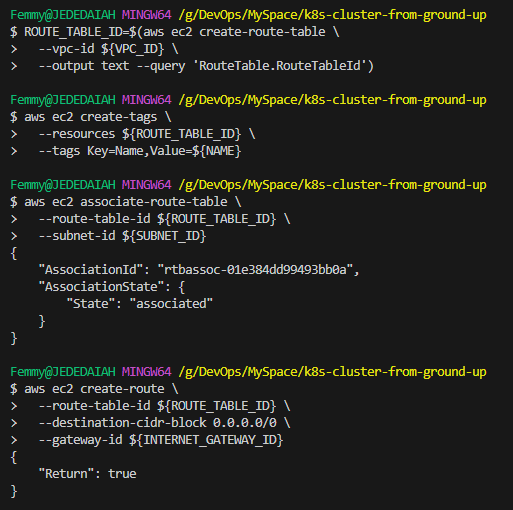 Femmy@JEDEDAIAH MINGW64 /g/DevOps/MySpace/k8s-cluster-from-ground-up
$ ROUTE_TABLE_ID=$(aws ec2 create-route-table \
>   --vpc-id ${VPC_ID} \
>   --output text --query 'RouteTable.RouteTableId')
Femmy@JEDEDAIAH MINGW64 /g/DevOps/MySpace/k8s-cluster-from-ground-up
$ aws ec2 create-tags \
>   --resources ${ROUTE_TABLE_ID} \
>   --tags Key=Name,Value=${NAME}
Femmy@JEDEDAIAH MINGW64 /g/DevOps/MySpace/k8s-cluster-from-ground-up
$ aws ec2 associate-route-table \
>   --route-table-id ${ROUTE_TABLE_ID} \
>   --subnet-id ${SUBNET_ID}
{
    "AssociationId": "rtbassoc-01e384dd99493bb0a",
    "AssociationState": {
        "State": "associated"
    }
}
Femmy@JEDEDAIAH MINGW64 /g/DevOps/MySpace/k8s-cluster-from-ground-up
$ aws ec2 create-route \
>   --route-table-id ${ROUTE_TABLE_ID} \
>   --destination-cidr-block 0.0.0.0/0 \
>   --gateway-id ${INTERNET_GATEWAY_ID}
{
    "Return": true
}